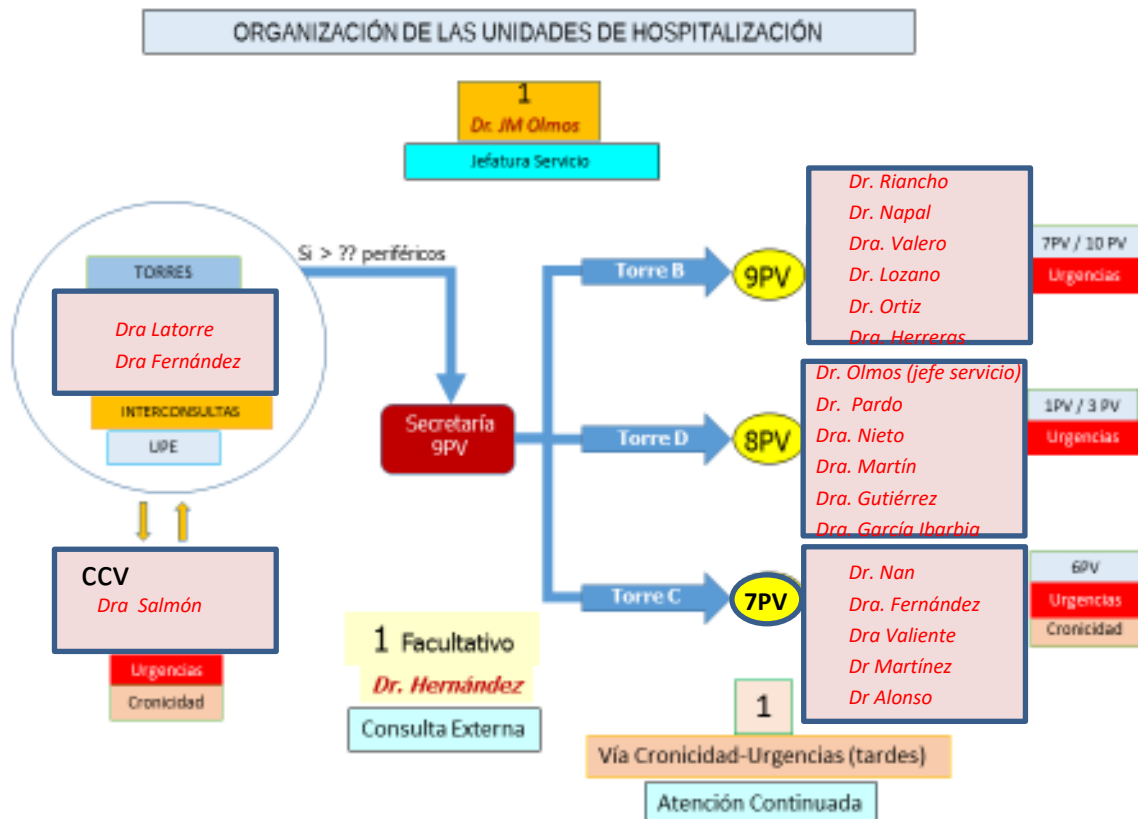 ORGANIZACIÓN DE LAS UNIDADES DE HOSPITALIZACIÓN
1
Dr. JM Olmos
Jefatura Servicio
Si > ?? periféricos
TORRES
Dra Latorre
Dra Fernández
INTERCONSULTAS
UPE
CCV
Dra Salmón
Urgencias
Cronicidad
Secretaría
9PV
Torre B
9PV
Dr. Riancho
Dr. Napal
Dra. Valero
Dr. Lozano
Dr. Ortiz
Dra. Herreras
7PV / 10 PV
Urgencias
Torre D
8PV
Dr. Olmos (jefe servicio)
Dr. Pardo
Dra. Nieto
Dra. Martín
Dra. Gutiérrez
Dra. García Ibarbia
1PV / 3 PV
Urgencias
Torre C
7PV
Dr. Nan
Dra. Fernández
Dra Valiente
Dr Martínez
Dr Alonso
6PV
Urgencias
Cronicidad
1 Facultativo
Dr. Hernández
Consulta Externa
1
Vía Cronicidad-Urgencias (tardes)
Atención Continuada